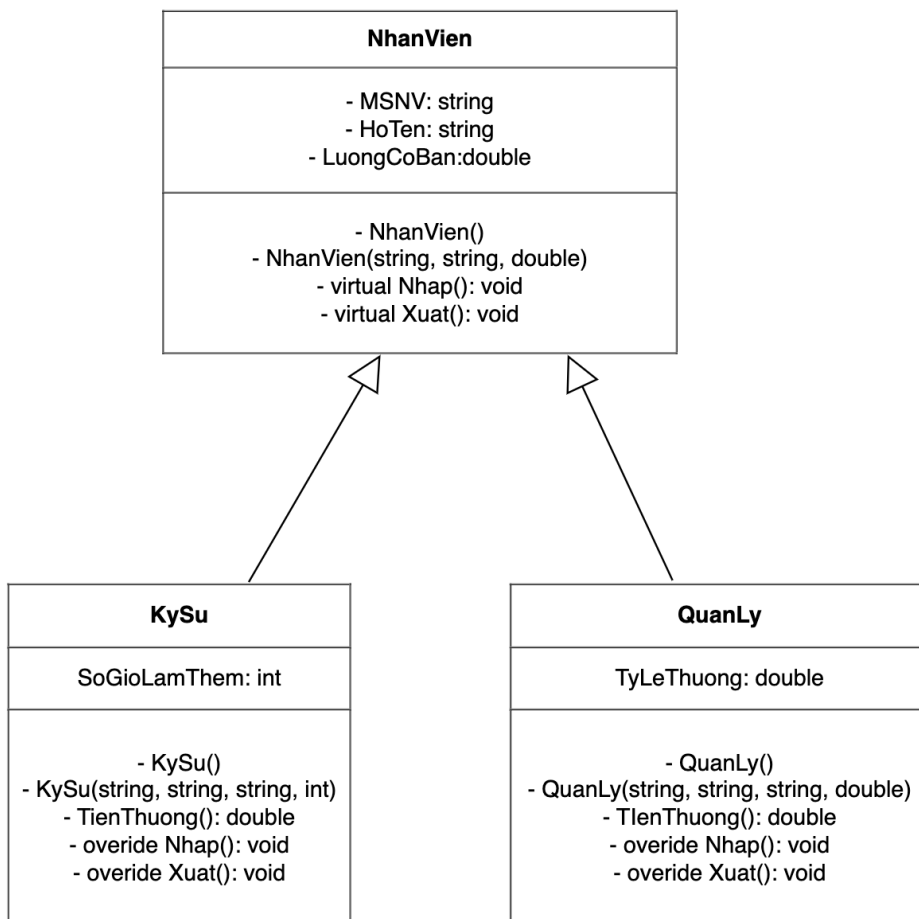 NhanVien
- MSNV: string
- HoTen: string
- LuongCoBan:double
- NhanVien()
- NhanVien(string, string, double)
- virtual Nhap(): void
- virtual Xuat(): void
KySu
SoGioLamThem: int
- KySu()
- KySu(string, string, string, int)
- TienThuong(): double
- overide Nhap(): void
- overide Xuat(): void
QuanLy
TyLeThuong: double
- QuanLy()
- QuanLy(string, string, string, double)
- TIenThuong(): double
- overide Nhap(): void
- overide Xuat(): void